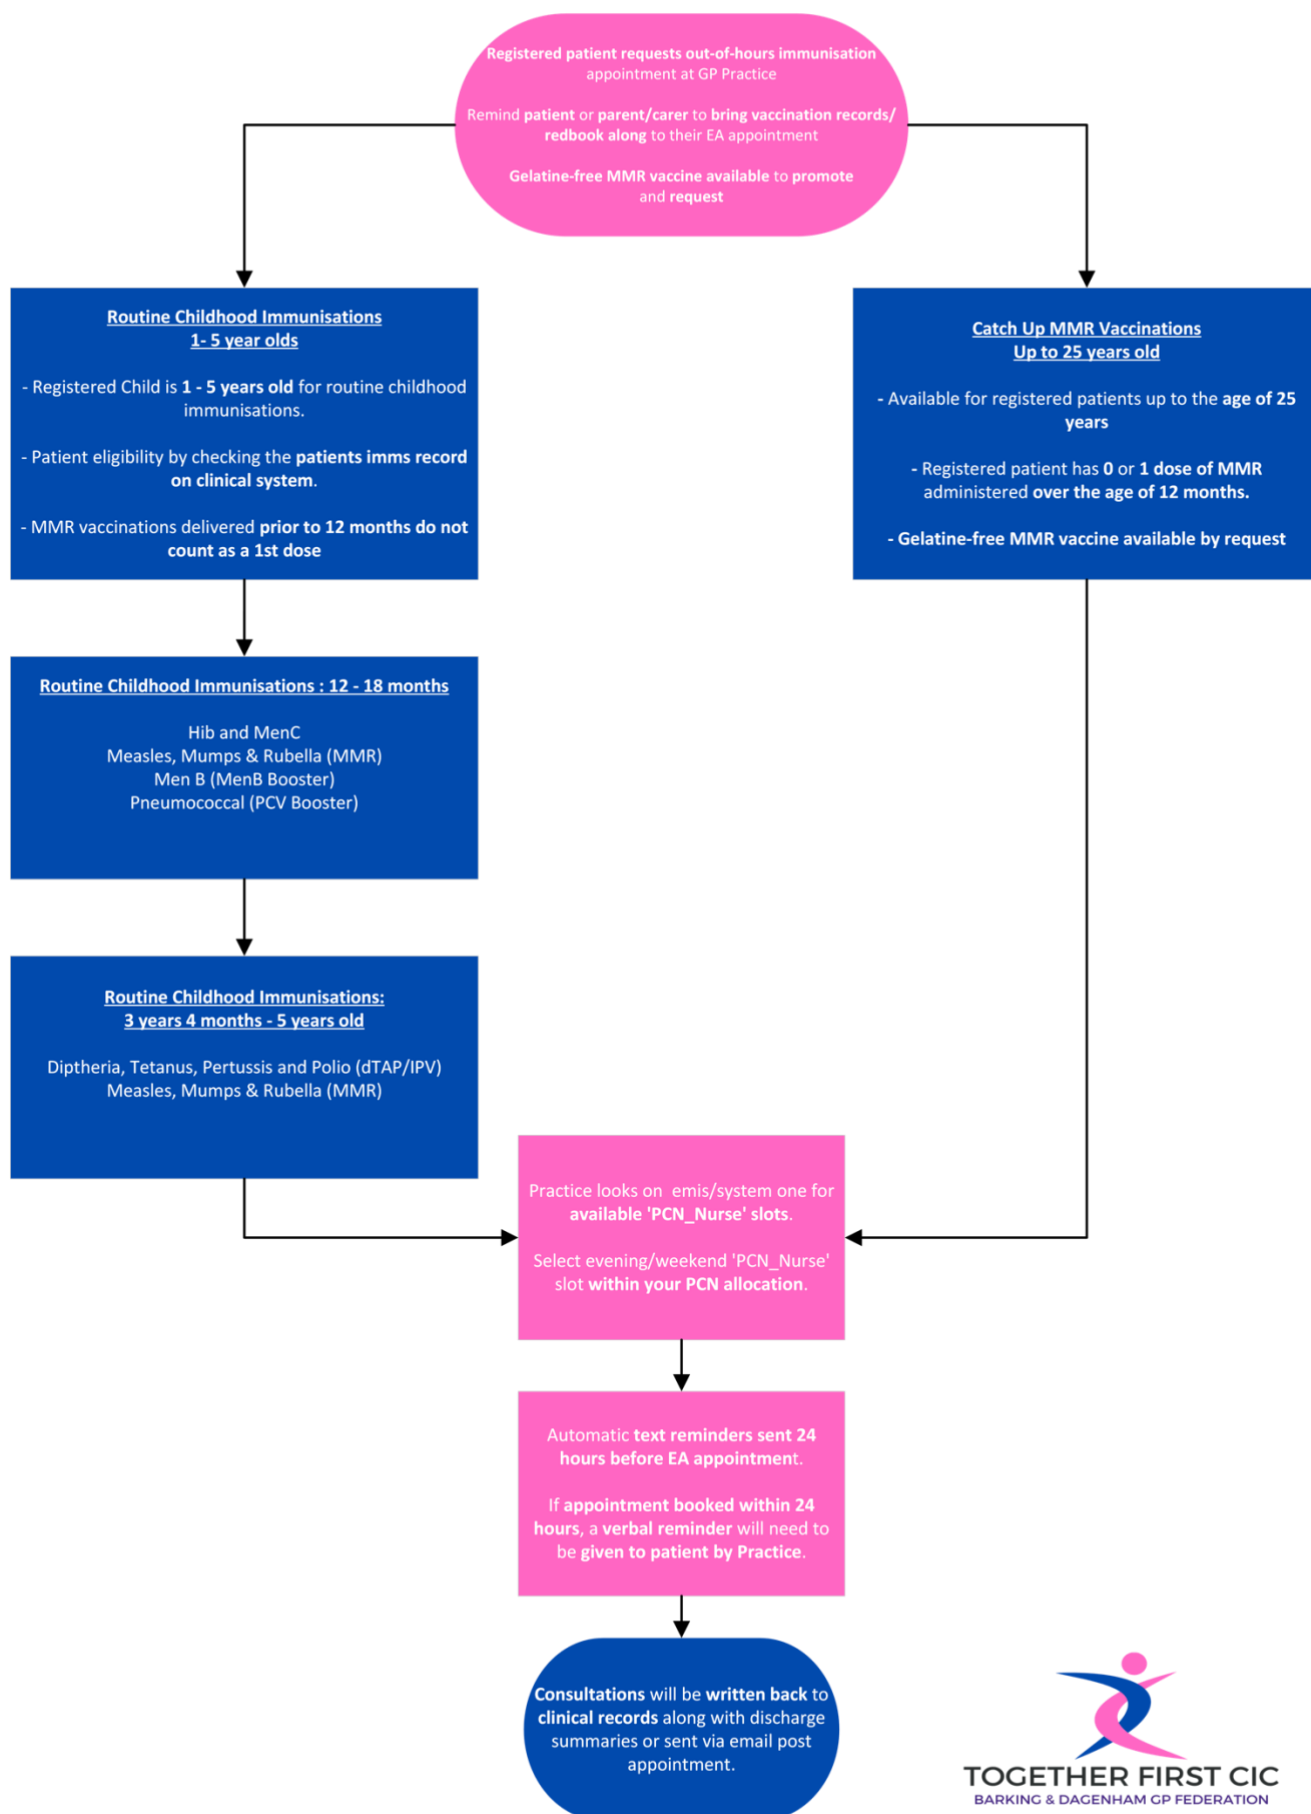 Registered patient requests out-of-hours immunisation
appointment at GP Practice
Remind patient or parent/carer to bring vaccination records/
redbook along to their EA appointment
Gelatine-free MMR vaccine available to promote
and request
Routine Childhood Immunisations
1- 5 year olds
- Registered Child is 1 - 5 years old for routine childhood
immunisations.
- Patient eligibility by checking the patients imms record
on clinical system.
- MMR vaccinations delivered prior to 12 months do not
count as a 1st dose
Catch Up MMR Vaccinations
Up to 25 years old
- Available for registered patients up to the age of 25
years
- Registered patient has 0 or 1 dose of MMR
administered over the age of 12 months.
- Gelatine-free MMR vaccine available by request
Routine Childhood Immunisations : 12 - 18 months
Hib and MenC
Measles, Mumps & Rubella (MMR)
Men B (MenB Booster)
Pneumococcal (PCV Booster)
Routine Childhood Immunisations:
3 years 4 months - 5 years old
Diptheria, Tetanus, Pertussis and Polio (dTAP/IPV)
Measles, Mumps & Rubella (MMR)
Practice looks on emis/system one for
available 'PCN_Nurse' slots.
Select evening/weekend 'PCN_Nurse'
slot within your PCN allocation.
Automatic text reminders sent 24
hours before EA appointment.
If appointment booked within 24
hours, a verbal reminder will need to
be given to patient by Practice.
Consultations will be written back to
clinical records along with discharge
summaries or sent via email post
appointment.
TOGETHER FIRST CIC
BARKING & DAGENHAM GP FEDERATION